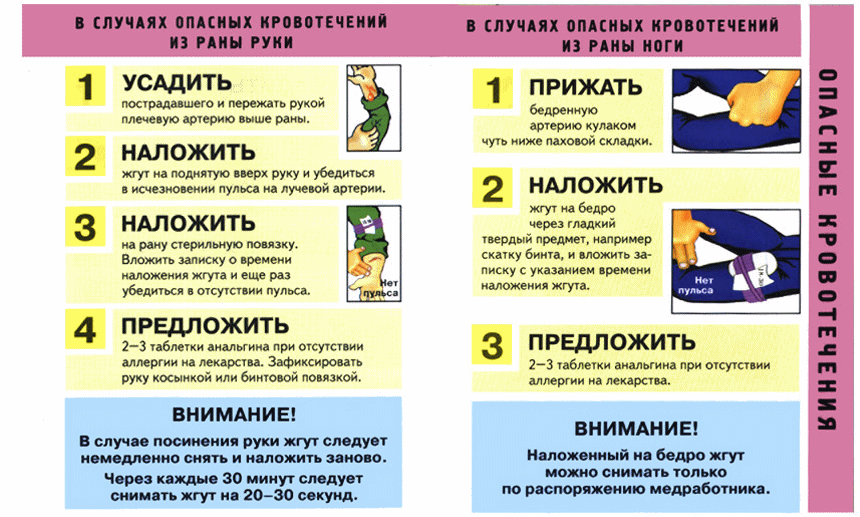 В СЛУЧАЯХ ОПАСНЫХ КРОВОТЕЧЕНИЙ
ИЗ РАНЫ РУКИ
1 УСАДИТЬ
пострадавшего и пережать рукой
плечевую артерию выше раны.
2 НАЛОЖИТЬ
жгут на поднятую вверх руку и убедиться
в исчезновении пульса на лучевой артерии.
3 НАЛОЖИТЬ
на рану стерильную повязку.
Вложить записку о времени
наложения жгута и еще раз
убедиться в отсутствии пульса.
Нет
пульса
4 ПРЕДЛОЖИТЬ
2–3 таблетки анальгина при отсутствии
аллергии на лекарства. Зафиксировать
руку косынкой или бинтовой повязкой.
ВНИМАНИЕ!
В случае посинения руки жгут следует
немедленно снять и наложить заново.
Через каждые 30 минут следует
снимать жгут на 20–30 секунд.
В СЛУЧАЯХ ОПАСНЫХ КРОВОТЕЧЕНИЙ
ИЗ РАНЫ НОГИ
1 ПРИЖАТЬ
бедренную
артерию кулаком
чуть ниже паховой складки.
2 НАЛОЖИТЬ
жгут на бедро
через гладкий
твердый предмет, например
скатку бинта, и вложить за-
писку с указанием времени
наложения жгута.
Нет
пульса
3 ПРЕДЛОЖИТЬ
2–3 таблетки анальгина при отсутствии
аллергии на лекарства.
ВНИМАНИЕ!
Наложенный на бедро жгут
можно снимать только
по распоряжению медработника.
ОПАСНЫЕ КРОВОТЕЧЕНИЯ